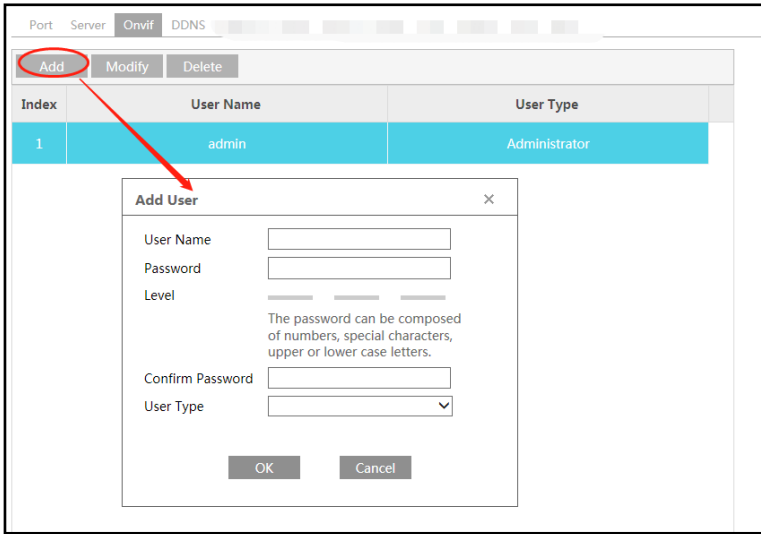 Port Server Onvif DDNS
Add Modify Delete
Index User Name User Type
1 admin Administrator
Add User ×
User Name
Password
Level
The password can be composed
of numbers, special characters,
upper or lower case letters.
Confirm Password
User Type
OK Cancel